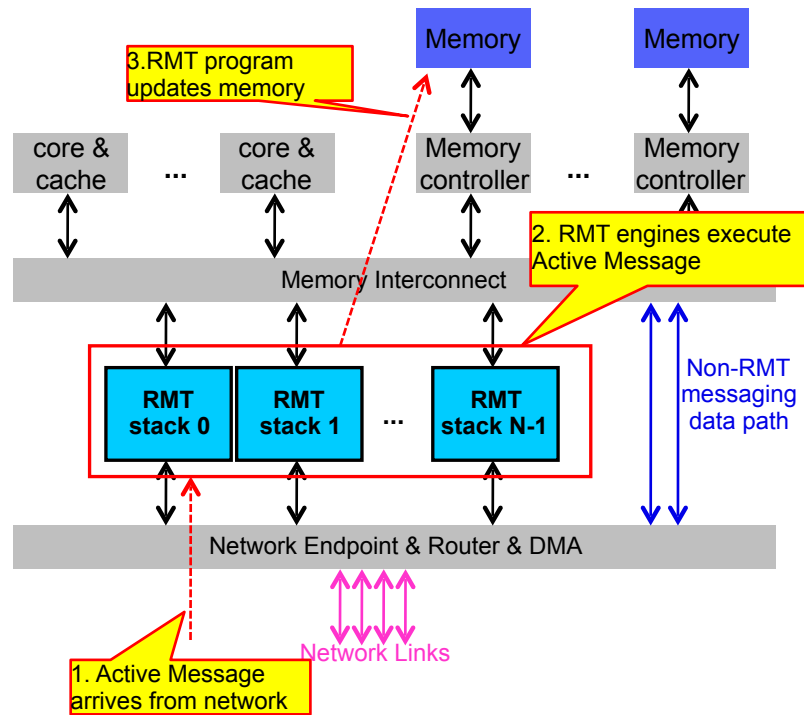 Memory
Memory
3.RMT program
updates memory
core &
cache
...
core &
cache
Memory
controller
...
Memory
controller
2. RMT engines execute
Active Message
Memory Interconnect
RMT
stack 0
RMT
stack 1
...
RMT
stack N-1
Non-RMT
messaging
data path
Network Endpoint & Router & DMA
Network Links
1. Active Message
arrives from network